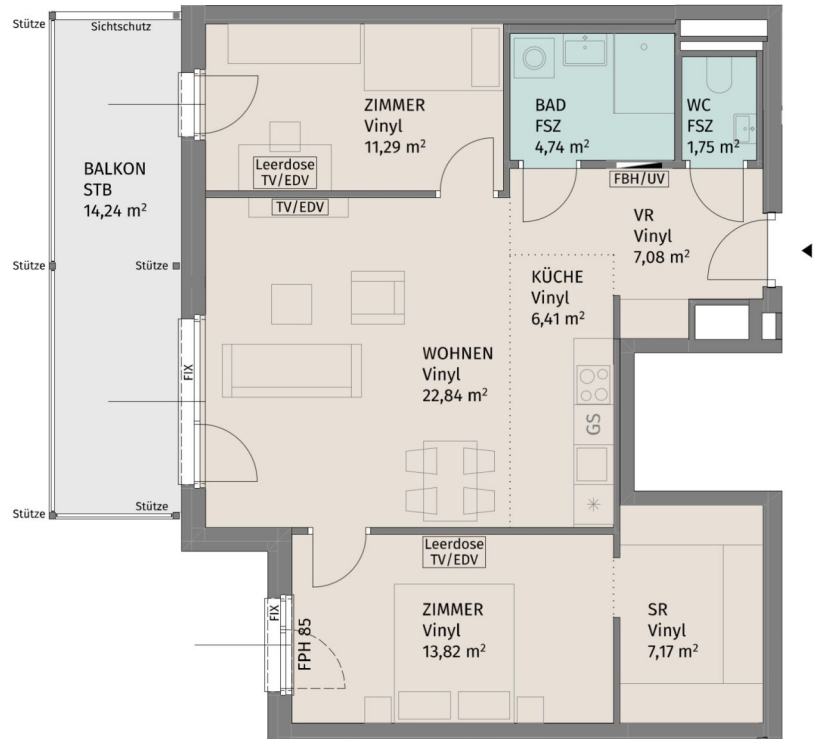 Stütze
Sichtschutz
BALKON
STB
14,24 m²
Stütze
Stütze
Stütze
Stütze
ZIMMER
Vinyl
11,29 m²
Leerdose
TV/EDV
TV/EDV
BAD
FSZ
4,74 m²
WC
FSZ
1,75 m²
FBH/UV
VR
Vinyl
7,08 m²
KÜCHE
Vinyl
6,41 m²
WOHNEN
Vinyl
22,84 m²
FIX
GS
Leerdose
TV/EDV
ZIMMER
Vinyl
13,82 m²
FIX
FPH 85
SR
Vinyl
7,17 m²